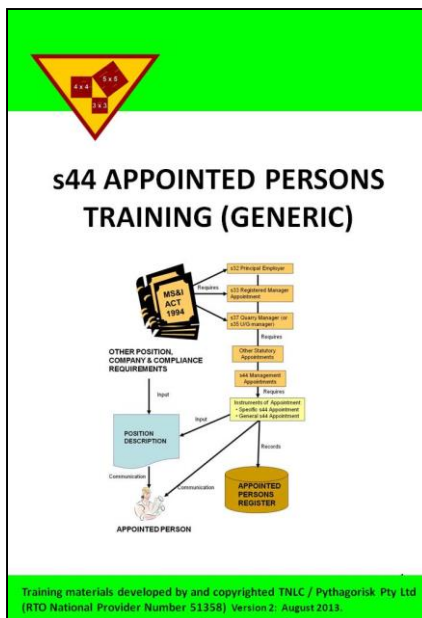 4 x 4
5 x 5
3 x 3
s44 APPOINTED PERSONS
TRAINING (GENERIC)
MS&I
ACT
1994
Requires
s32 Principal Employer
s33 Registered Manager
Appointment
s37 Quarry Manager (or
s35 U/G manager)
Requires
Other Statutory
Appointments
s44 Management
Appointments
Requires
Instruments of Appointment
• Specific s44 Appointment
• General s44 Appointment
OTHER POSITION,
COMPANY & COMPLIANCE
REQUIREMENTS
Input
Input
Records
POSITION
DESCRIPTION
Communication
Communication
APPOINTED
PERSONS
REGISTER
APPOINTED PERSON
Training materials developed by and copyrighted TNLC / Pythagorisk Pty Ltd
(RTO National Provider Number 51358) Version 2: August 2013.